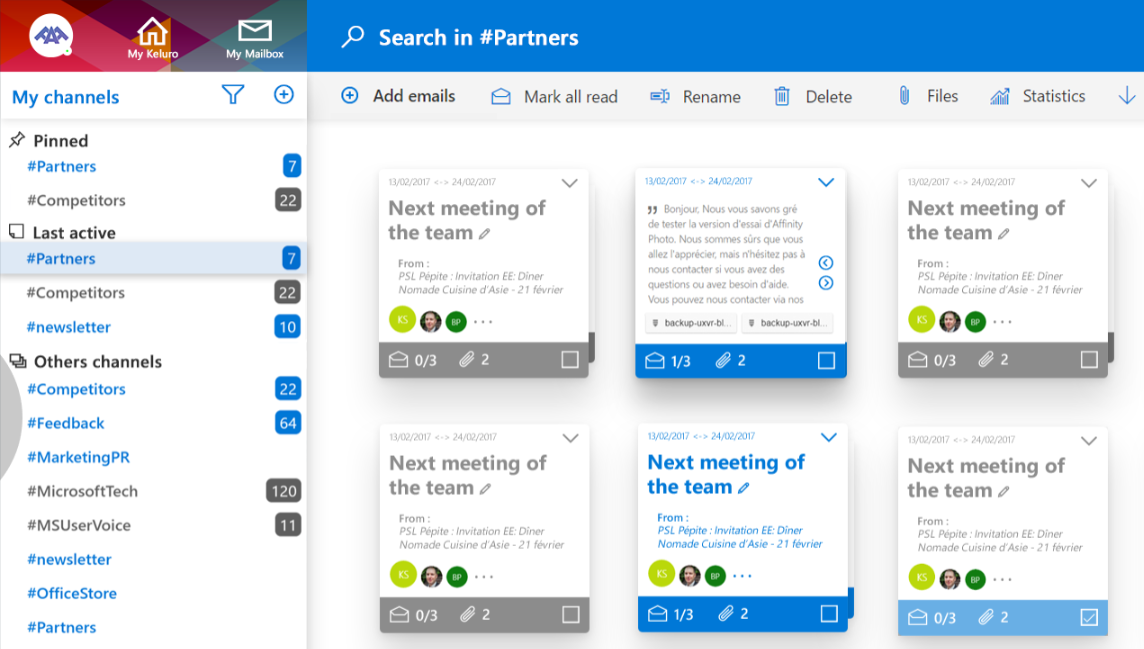 My Keluro
My Mailbox
Search in #Partners
My channels
Add emails
Mark all read
Rename
Delete
Files
Statistics
Pinned
#Partners 7
#Competitors 22
Last active
#Partners 7
#Competitors 22
#newsletter 10
Others channels
#Competitors 22
#Feedback 64
#MarketingPR
#MicrosoftTech 120
#MSUserVoice 11
#newsletter
#OfficeStore
#Partners
13/02/2017 <-> 24/02/2017
Next meeting of
the team
From :
PSL Pépite : Invitation EE: Dîner
Nomade Cuisine d'Asie - 21 février
KS BP ...
0/3 2
13/02/2017 <-> 24/02/2017
Bonjour, Nous vous savons gré
de tester la version d'essai d'Affinity
Photo. Nous sommes sûrs que vous
allez l'apprécier, mais n'hésitez pas à
nous contacter si vous avez des
questions ou avez besoin d'aide.
Vous pouvez nous contacter via nos
backup-uxvr-bl... backup-uxvr-bl...
1/3 2
13/02/2017 <-> 24/02/2017
Next meeting of
the team
From :
PSL Pépite : Invitation EE: Dîner
Nomade Cuisine d'Asie - 21 février
KS BP ...
0/3 2
13/02/2017 <-> 24/02/2017
Next meeting of
the team
From :
PSL Pépite : Invitation EE: Dîner
Nomade Cuisine d'Asie - 21 février
KS BP ...
0/3 2
13/02/2017 <-> 24/02/2017
Next meeting of
the team
From :
PSL Pépite : Invitation EE: Dîner
Nomade Cuisine d'Asie - 21 février
KS BP ...
1/3 2
13/02/2017 <-> 24/02/2017
Next meeting of
the team
From :
PSL Pépite : Invitation EE: Dîner
Nomade Cuisine d'Asie - 21 février
KS BP ...
0/3 2